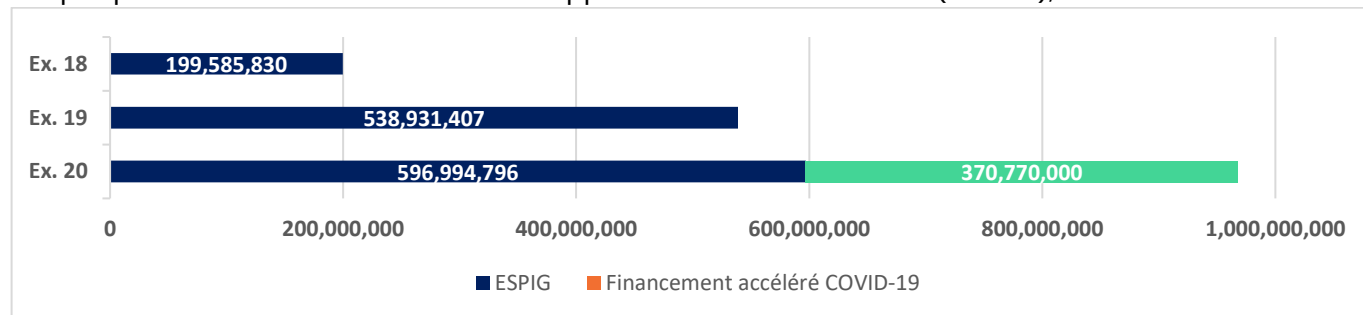 Ex. 18
199,585,830
Ex. 19
538,931,407
Ex. 20
596,994,796
370,770,000
0
200,000,000
400,000,000
600,000,000
800,000,000
1,000,000,000
ESPIG
Financement accéléré COVID-19